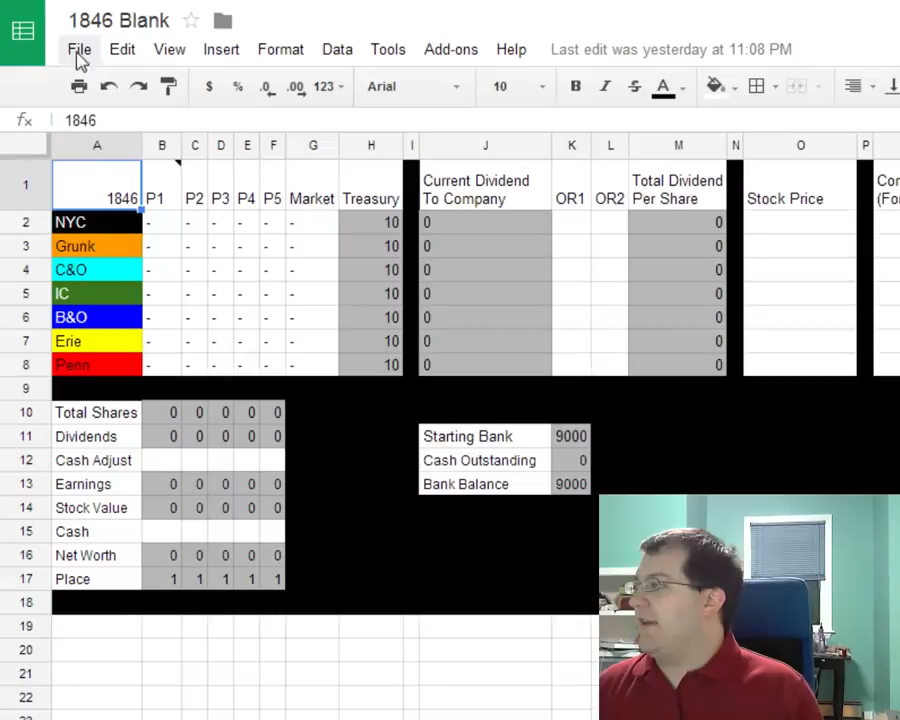 1846 Blank
File Edit View Insert Format Data Tools Add-ons Help Last edit was yesterday at 11:08 PM
$ % .0 .00 123 Arial 10 B I S A
fx 1846
A B C D E F G H I J K L M N O P
1 1846 P1 P2 P3 P4 P5 Market Treasury Current Dividend To Company OR1 OR2 Total Dividend Per Share Stock Price
2 NYC - - - - - - 10 0 0
3 Grunk - - - - - - 10 0 0
4 C&O - - - - - - 10 0 0
5 IC - - - - - - 10 0 0
6 B&O - - - - - - 10 0 0
7 Erie - - - - - - 10 0 0
8 Penn - - - - - - 10 0 0
9
10 Total Shares 0 0 0 0 0
11 Dividends 0 0 0 0 0 Starting Bank 9000
12 Cash Adjust Cash Outstanding 0
13 Earnings 0 0 0 0 0 Bank Balance 9000
14 Stock Value 0 0 0 0 0
15 Cash
16 Net Worth 0 0 0 0 0
17 Place 1 1 1 1 1
18
19
20
21
22